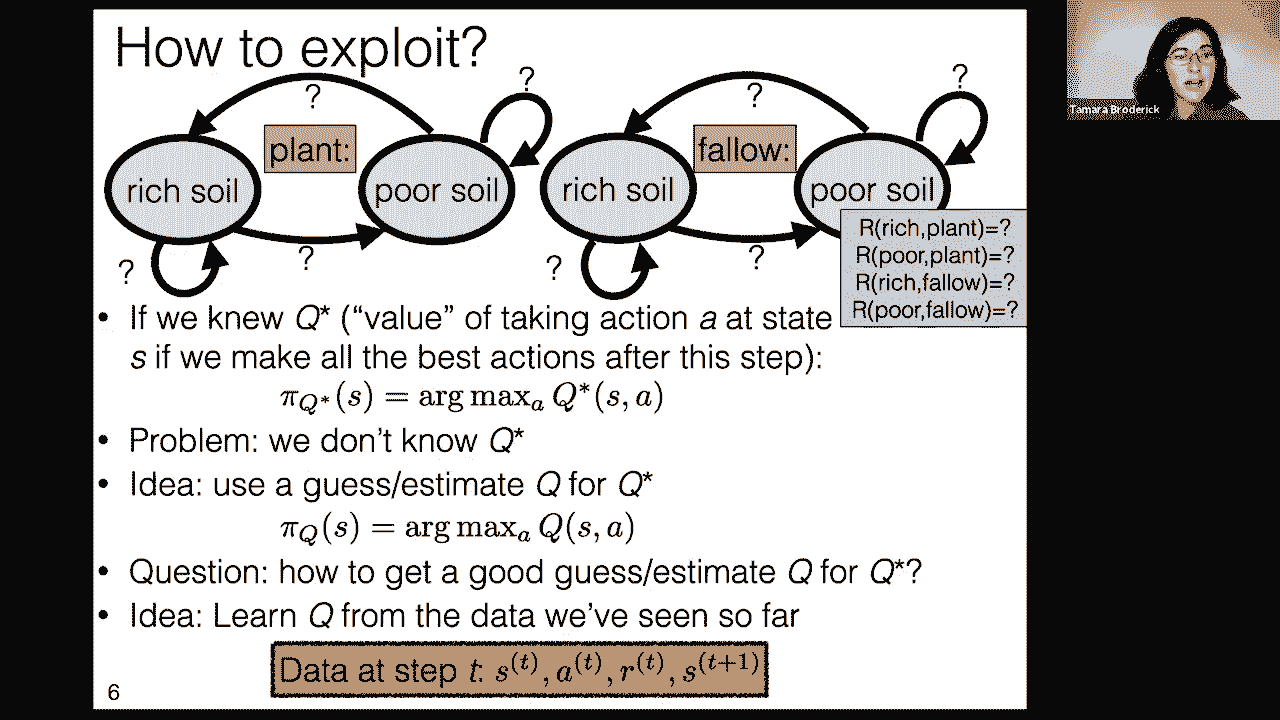 How to exploit?
?
?
?
?
plant:
fallow:
rich soil
poor soil
rich soil
poor soil
?
?
?
?
R(rich,plant)=?
R(poor,plant)=?
R(rich,fallow)=?
R(poor,fallow)=?
• If we knew Q* (“value” of taking action a at state
s if we make all the best actions after this step):
π_{Q*}(s) = arg max_a Q*(s, a)
• Problem: we don’t know Q*
• Idea: use a guess/estimate Q for Q*
π_Q(s) = arg max_a Q(s, a)
• Question: how to get a good guess/estimate Q for Q*?
• Idea: Learn Q from the data we’ve seen so far
Data at step t: s^{(t)}, a^{(t)}, r^{(t)}, s^{(t+1)}
6
Tamara Broderick